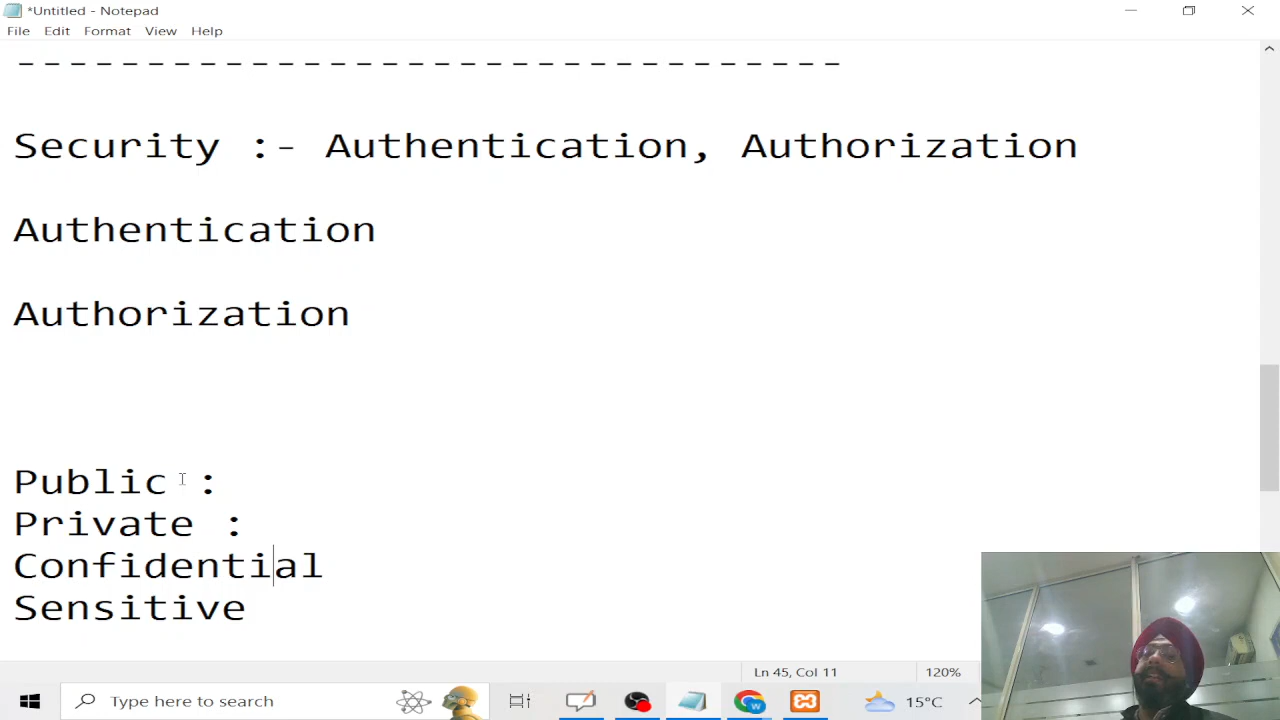 *Untitled - Notepad
File Edit Format View Help
--------------------------------
Security :- Authentication, Authorization
Authentication
Authorization
Public :
Private :
Confidential
Sensitive
Ln 45, Col 11 120%
Type here to search 15°C